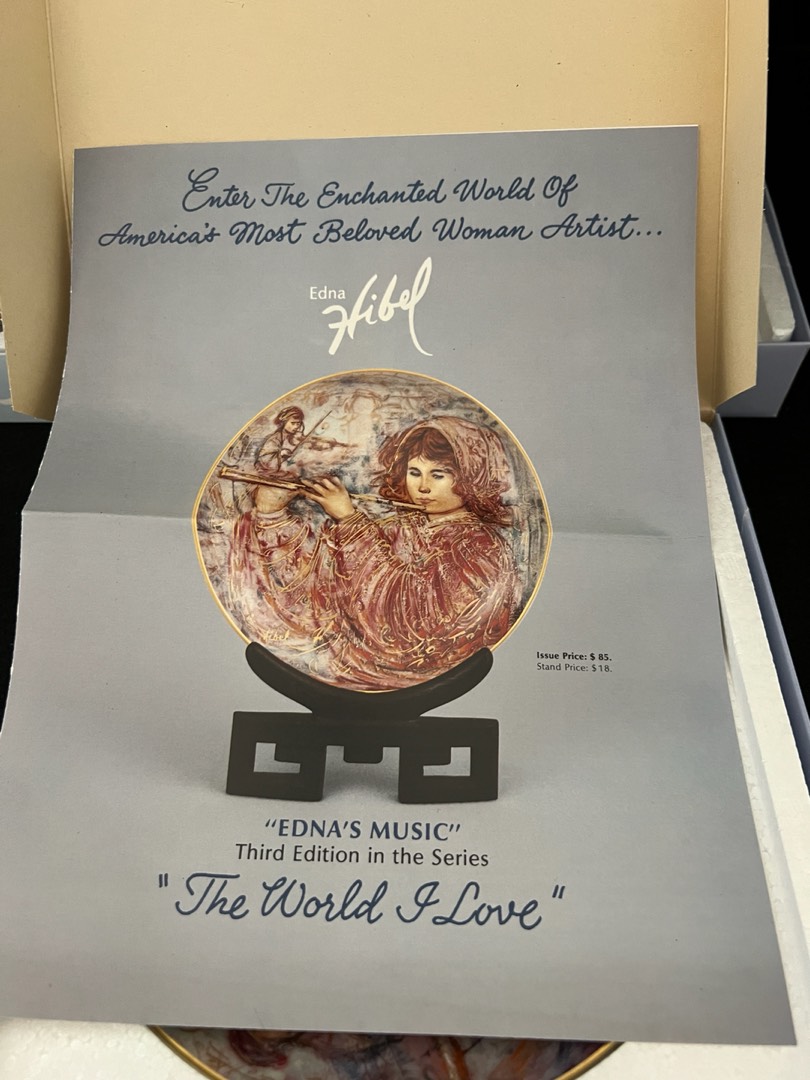 Enter The Enchanted World Of
America's Most Beloved Woman Artist...
Edna
Hibel
Hibel
Issue Price: $ 85.
Stand Price: $ 18.
"EDNA'S MUSIC"
Third Edition in the Series
"The World I Love"